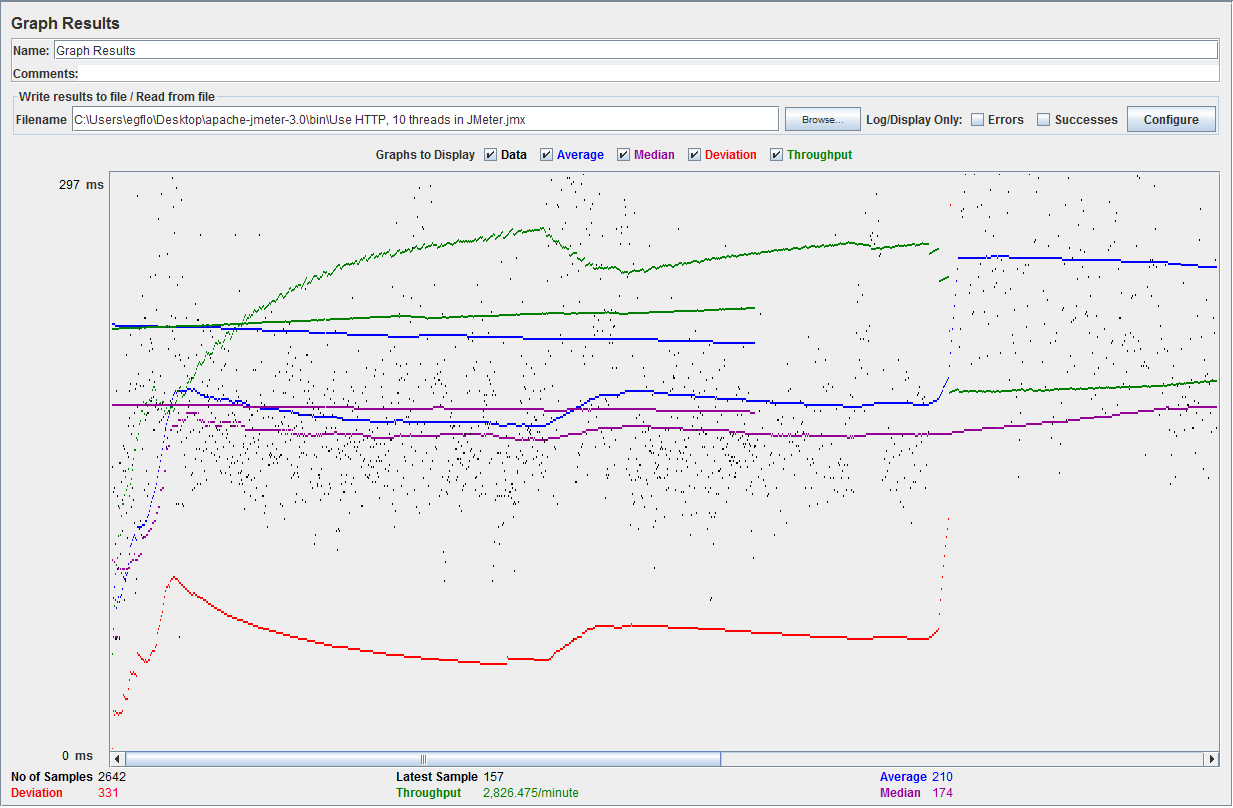 Graph Results
Name: Graph Results
Comments:
Write results to file / Read from file
Filename C:\Users\egflo\Desktop\apache-jmeter-3.0\bin\Use HTTP, 10 threads in JMeter.jmx Browse... Log/Display Only: Errors Successes Configure
Graphs to Display Data Average Median Deviation Throughput
297 ms
0 ms
No of Samples 2642 Latest Sample 157 Average 210
Deviation 331 Throughput 2,826.475/minute Median 174